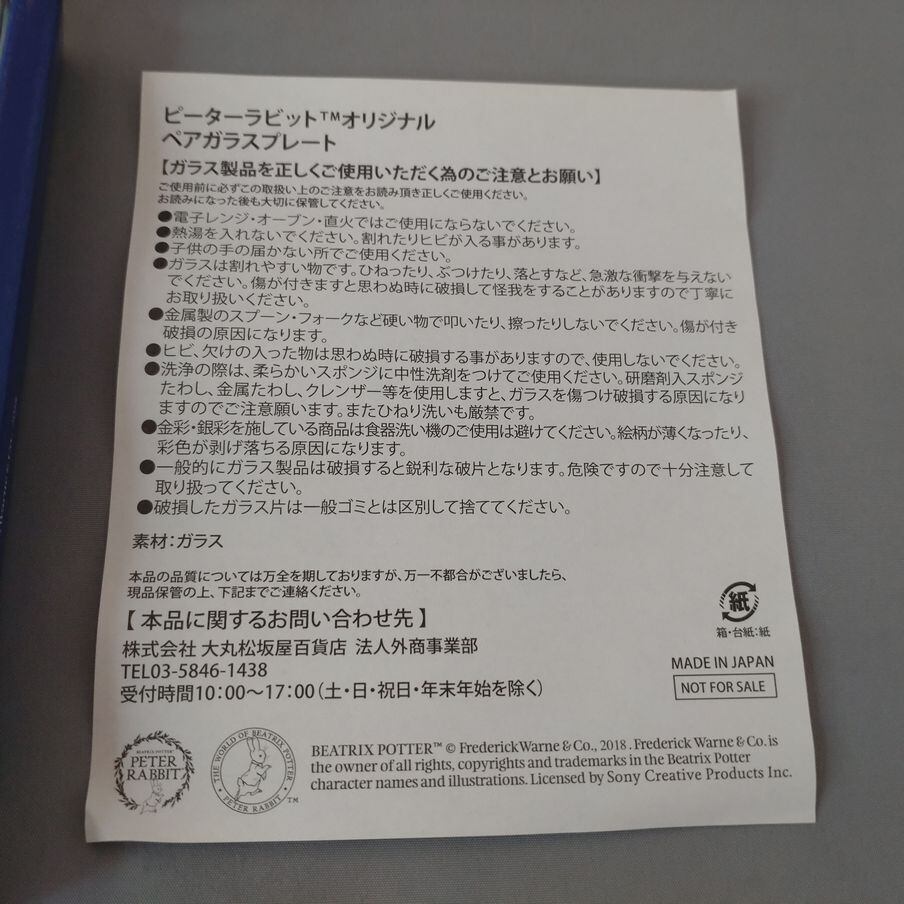 ピーターラビット™オリジナル
ペアガラスプレート
【ガラス製品を正しくご使用いただく為のご注意とお願い】
ご使用前に必ずこの取扱い上のご注意をお読み頂き正しくご使用ください。
お読みになった後も大切に保管してください。
●電子レンジ・オーブン・直火ではご使用にならないでください。
●熱湯を入れないでください。割れたりヒビが入る事があります。
●子供の手の届かない所でご使用ください。
●ガラスは割れやすい物です。ひねったり、ぶつけたり、落とすなど、急激な衝撃を与えない
でください。傷が付きますと思わぬ時に破損して怪我をすることがありますので丁寧に
お取り扱いください。
●金属製のスプーン・フォークなど硬い物で叩いたり、擦ったりしないでください。傷が付き
破損の原因になります。
●ヒビ、欠けの入った物は思わぬ時に破損する事がありますので、使用しないでください。
●洗浄の際は、柔らかいスポンジに中性洗剤をつけてご使用ください。研磨剤入スポンジ
たわし、金属たわし、クレンザー等を使用しますと、ガラスを傷つけ破損する原因になり
ますのでご注意願います。またひねり洗いも厳禁です。
●金彩・銀彩を施している商品は食器洗い機のご使用は避けてください。絵柄が薄くなったり、
彩色が剥げ落ちる原因になります。
●一般的にガラス製品は破損すると鋭利な破片となります。危険ですので十分注意して
取り扱ってください。
●破損したガラス片は一般ゴミとは区別して捨ててください。
素材:ガラス
本品の品質については万全を期しておりますが、万一不都合がございましたら、
現品保管の上、下記までご連絡ください。
【本品に関するお問い合わせ先】
株式会社 大丸松坂屋百貨店 法人外商事業部
TEL03-5846-1438
受付時間10:00〜17:00(土・日・祝日・年末年始を除く)
紙
箱・台紙:紙
MADE IN JAPAN
NOT FOR SALE
BEATRIX POTTER™
PETER
RABBIT
THE WORLD OF BEATRIX POTTER
PETER RABBIT
TM
BEATRIX POTTER™ © Frederick Warne & Co., 2018 . Frederick Warne & Co. is
the owner of all rights, copyrights and trademarks in the Beatrix Potter
character names and illustrations. Licensed by Sony Creative Products Inc.